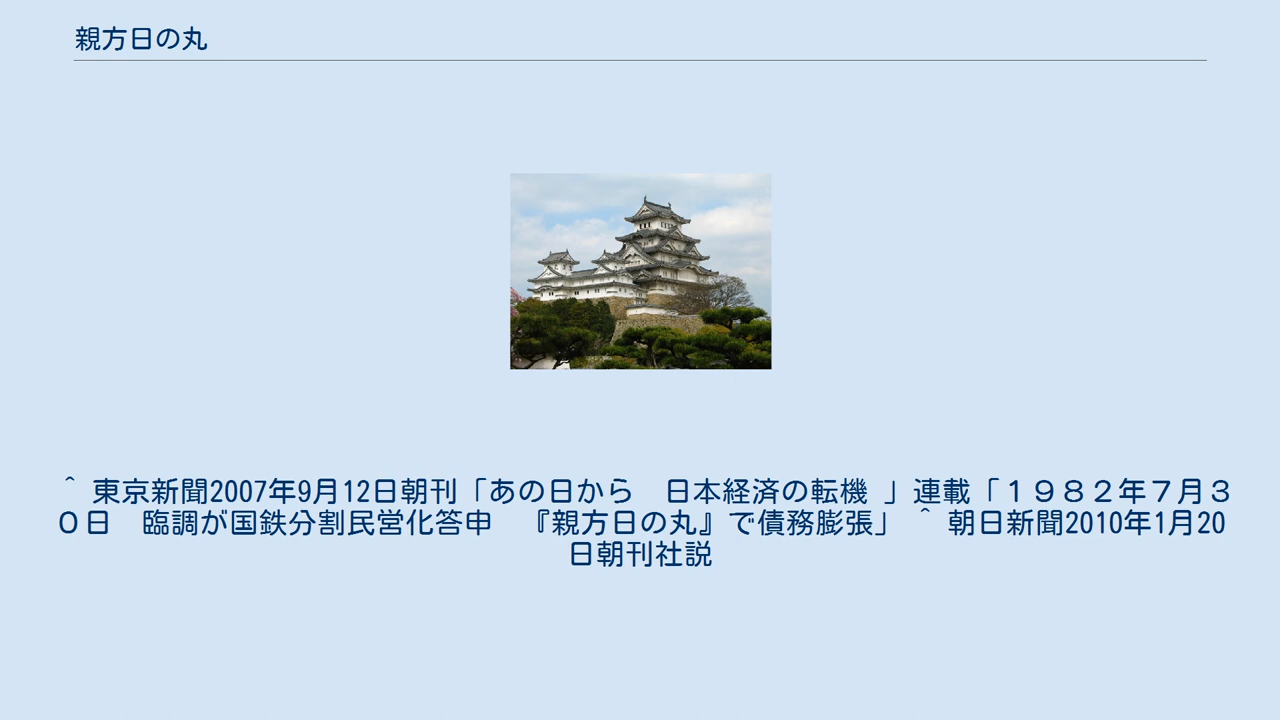 親方日の丸
^ 東京新聞2007年9月12日朝刊「あの日から　日本経済の転機 」連載「１９８２年７月３
０日　臨調が国鉄分割民営化答申　『親方日の丸』で債務膨張」 ^ 朝日新聞2010年1月20
日朝刊社説